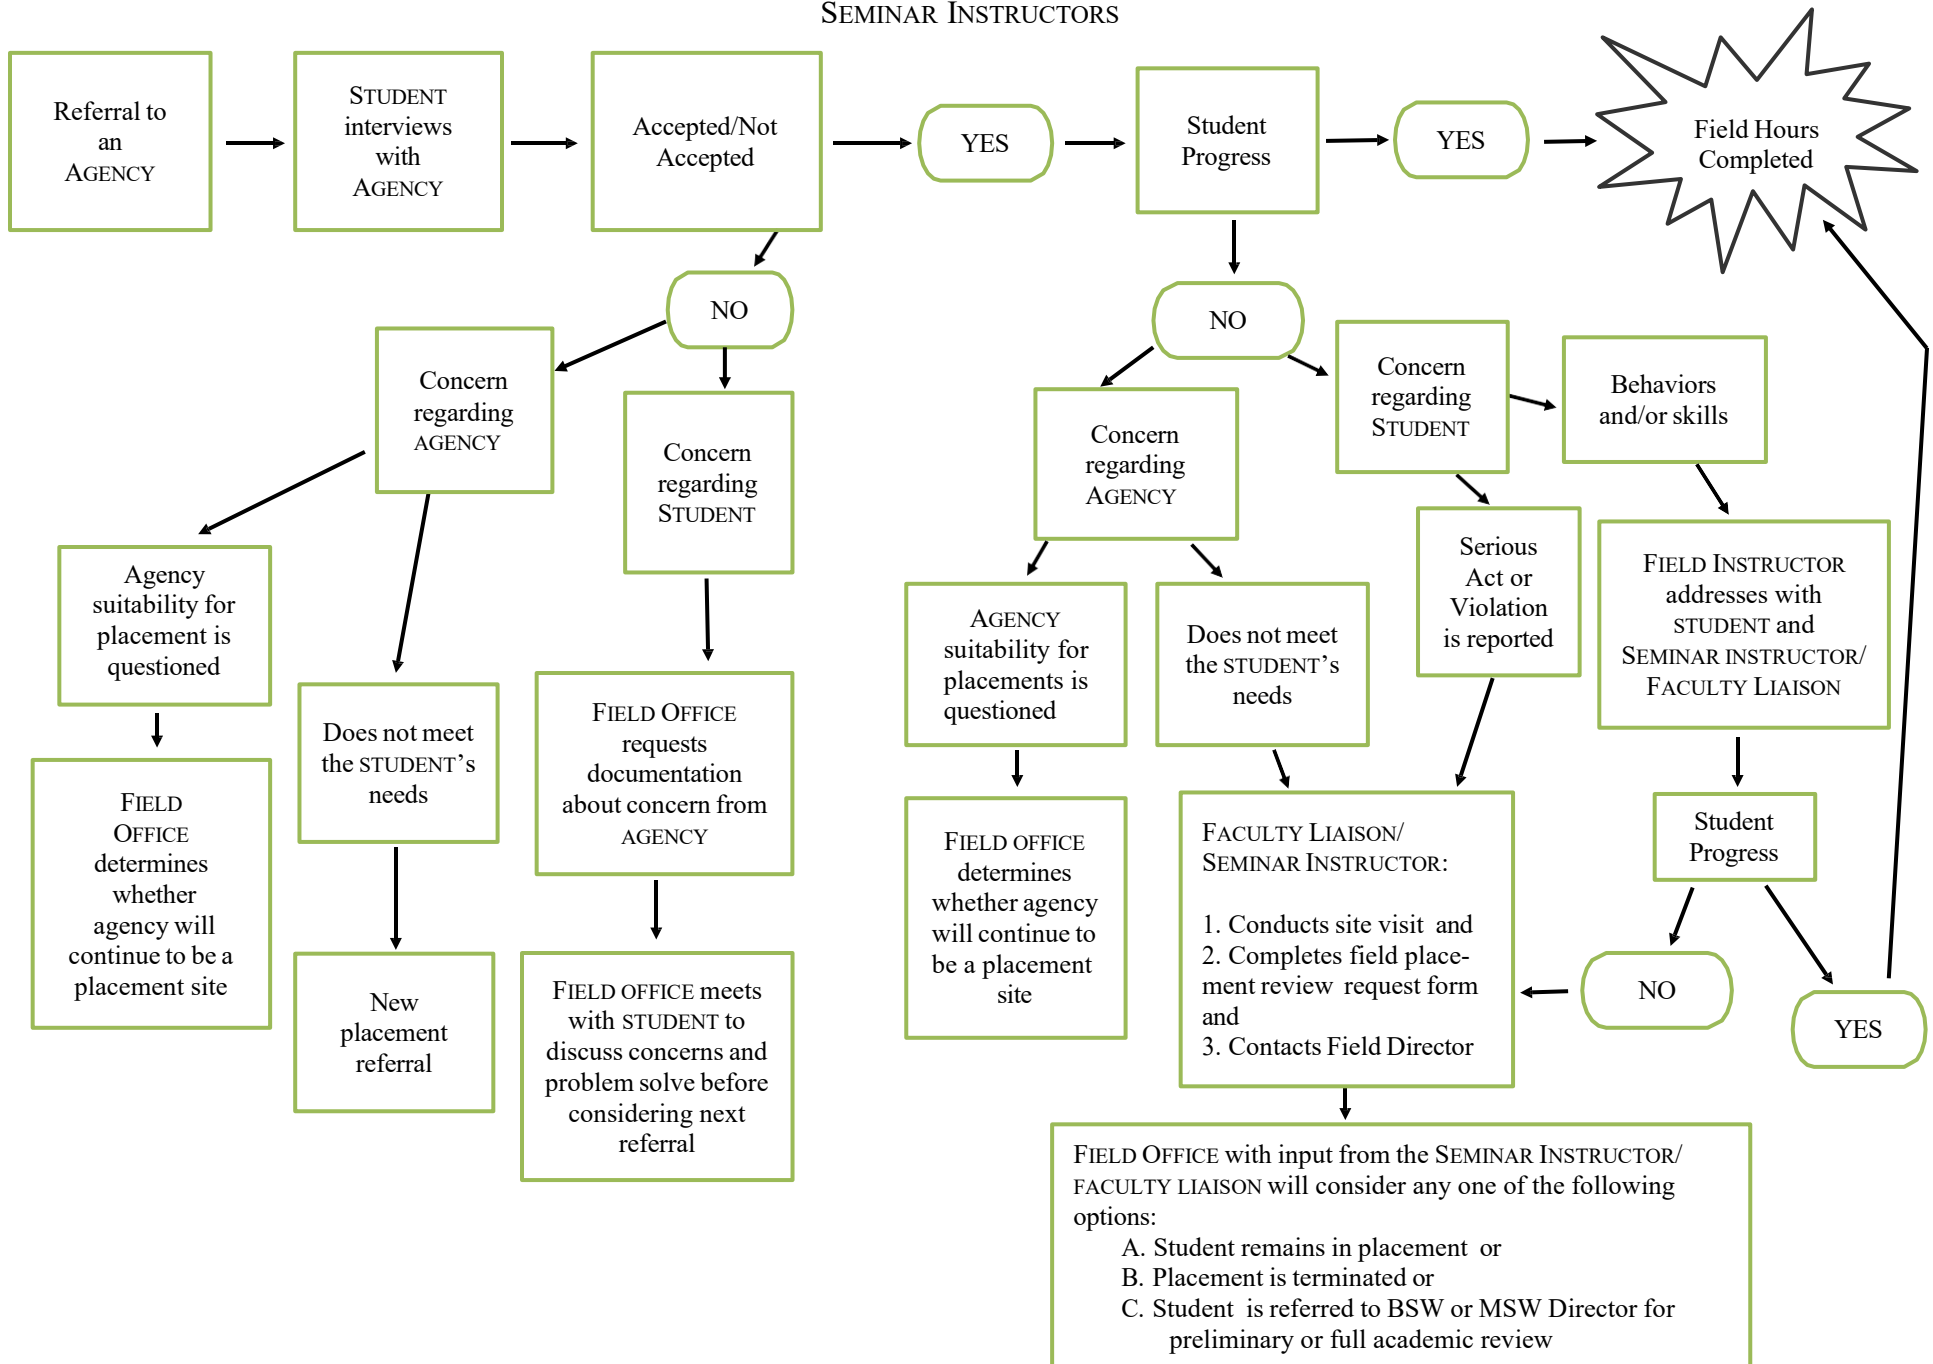 SEMINAR INSTRUCTORS
Referral to
an
AGENCY
STUDENT
interviews
with
AGENCY
Accepted/Not
Accepted
YES
Student
Progress
YES
Field Hours
Completed
NO
Concern
regarding
AGENCY
Concern
regarding
STUDENT
Agency
suitability for
placement is
questioned
FIELD
OFFICE
determines
whether
agency will
continue to be a
placement site
Does not meet
the STUDENT’s
needs
New
placement
referral
FIELD OFFICE
requests
documentation
about concern from
AGENCY
FIELD OFFICE meets
with STUDENT to
discuss concerns and
problem solve before
considering next
referral
NO
Concern
regarding
AGENCY
Concern
regarding
STUDENT
Behaviors
and/or skills
AGENCY
suitability for
placements is
questioned
FIELD OFFICE
determines
whether agency
will continue to
be a placement
site
Does not meet
the STUDENT’s
needs
Serious
Act or
Violation
is reported
FIELD INSTRUCTOR
addresses with
STUDENT and
SEMINAR INSTRUCTOR/
FACULTY LIAISON
Student
Progress
NO
YES
FACULTY LIAISON/
SEMINAR INSTRUCTOR:
1. Conducts site visit and
2. Completes field place-
ment review request form
and
3. Contacts Field Director
FIELD OFFICE with input from the SEMINAR INSTRUCTOR/
FACULTY LIAISON will consider any one of the following
options:
A. Student remains in placement or
B. Placement is terminated or
C. Student is referred to BSW or MSW Director for
preliminary or full academic review